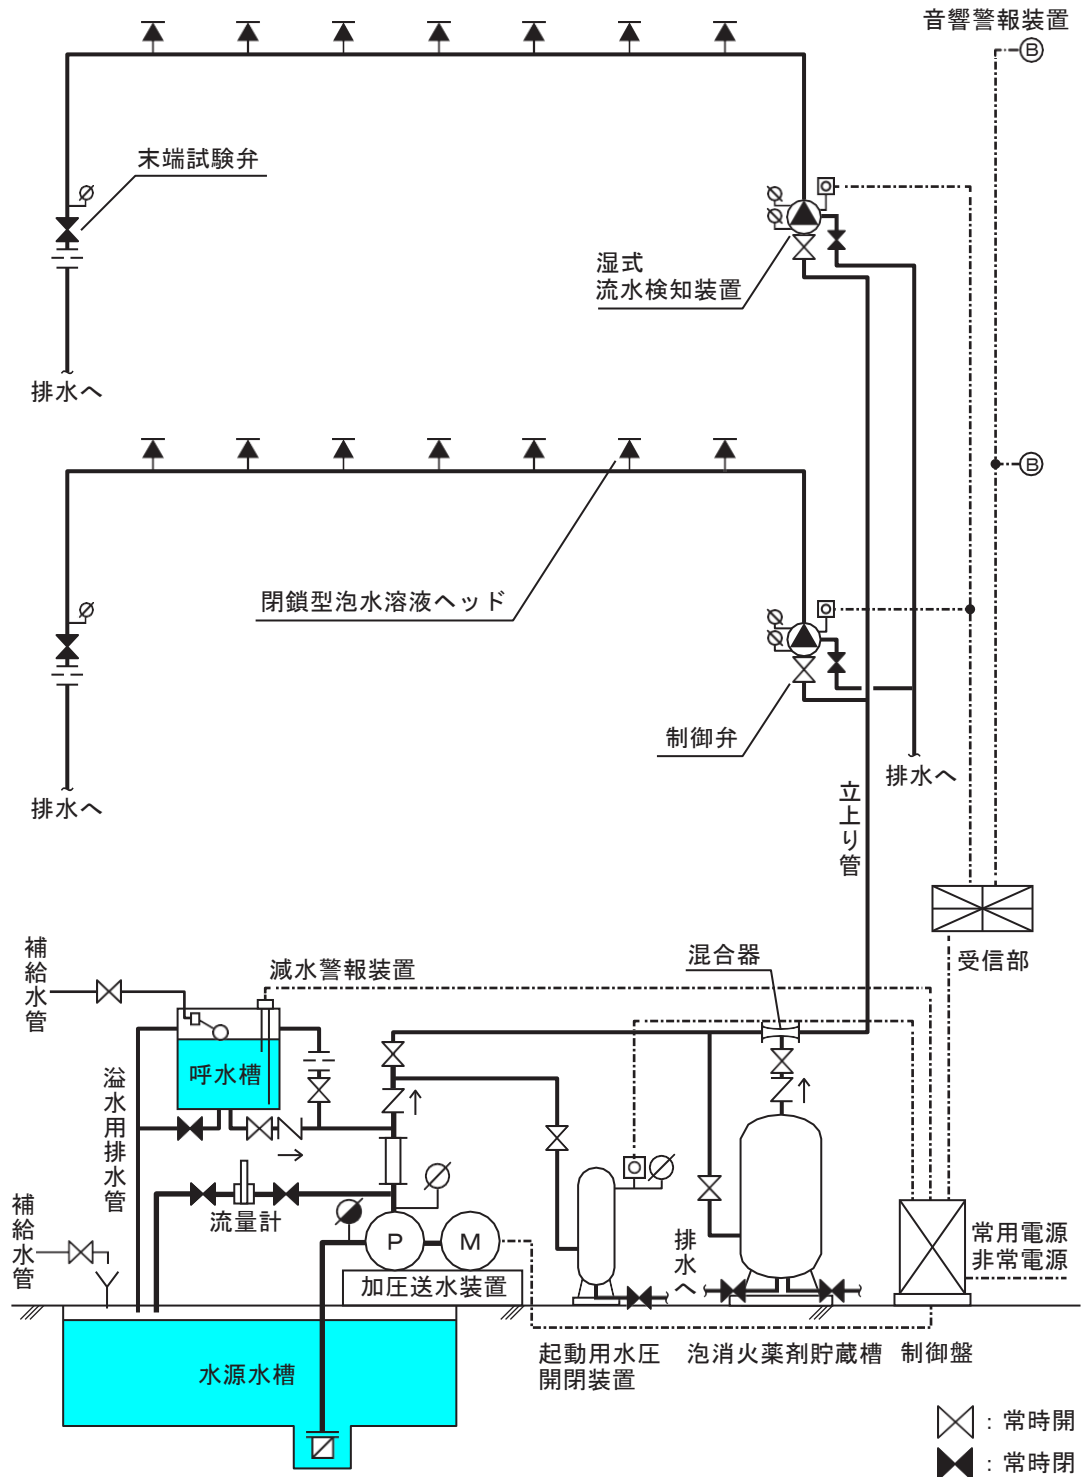 音響警報装置
B
末端試験弁
湿式
流水検知装置
排水へ
B
閉鎖型泡水溶液ヘッド
制御弁
排水へ
排水へ
立上り管
受信部
混合器
減水警報装置
補給水管
呼水槽
溢水用排水管
流量計
補給水管
P
M
加圧送水装置
排水へ
常用電源
非常電源
起動用水圧
開閉装置
泡消火薬剤貯蔵槽
制御盤
水源水槽
：常時開
：常時閉